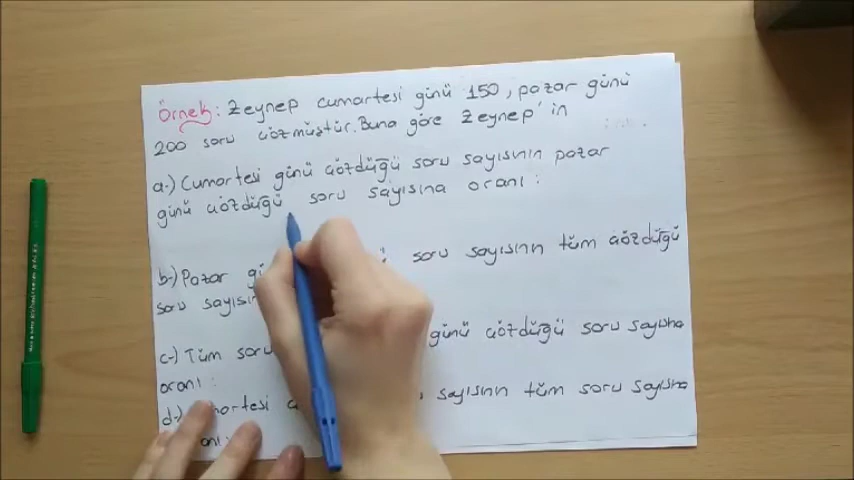 Örnek: Zeynep cumartesi günü 150, pazar günü
200 soru çözmüştür. Buna göre Zeynep'in
a-) Cumartesi günü çözdüğü soru sayısının pazar
günü çözdüğü soru sayısına oranı:
b-) Pazar soru sayısının tüm çözdüğü
soru
c-) Tüm günü çözdüğü soru sayısına
oranı:
d-) sayısının tüm soru sayısına